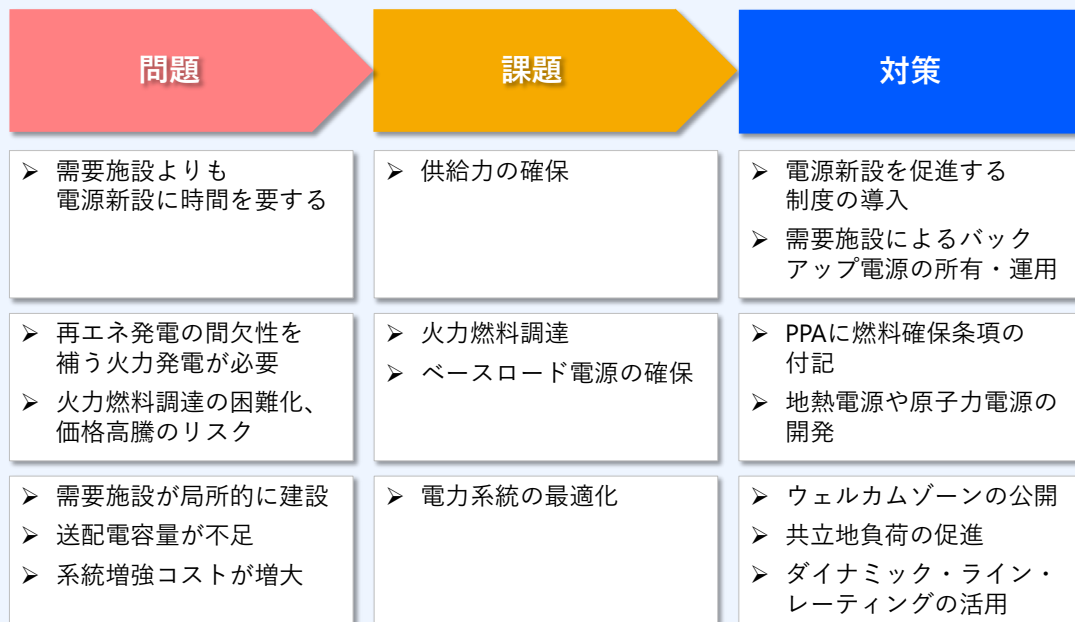 問題
課題
対策
➢ 需要施設よりも
電源新設に時間を要する
➢ 供給力の確保
➢ 電源新設を促進する
制度の導入
➢ 需要施設によるバック
アップ電源の所有・運用
➢ 再エネ発電の間欠性を
補う火力発電が必要
➢ 火力燃料調達の困難化、
価格高騰のリスク
➢ 火力燃料調達
➢ ベースロード電源の確保
➢ PPAに燃料確保条項の
付記
➢ 地熱電源や原子力電源の
開発
➢ 需要施設が局所的に建設
➢ 送配電容量が不足
➢ 系統増強コストが増大
➢ 電力系統の最適化
➢ ウェルカムゾーンの公開
➢ 共立地負荷の促進
➢ ダイナミック・ライン・
レーティングの活用